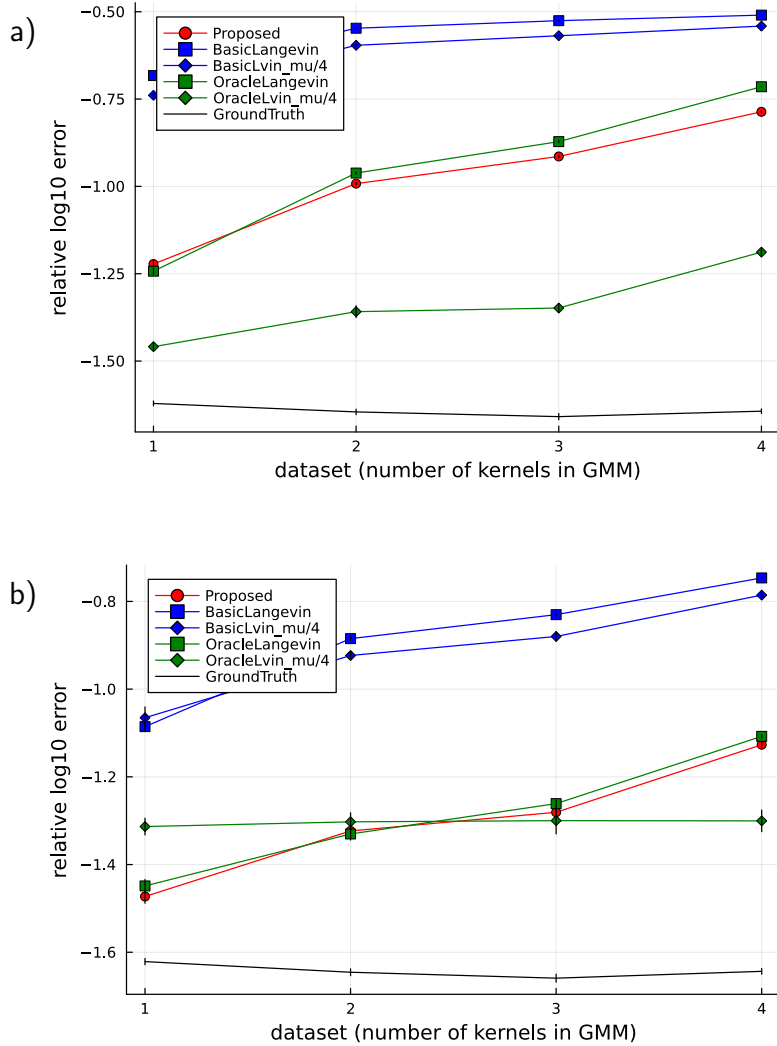 a)
−0.50
−0.75
−1.00
−1.25
−1.50
relative log10 error
Proposed
BasicLangevin
BasicLvin_mu/4
OracleLangevin
OracleLvin_mu/4
GroundTruth
1 2 3 4
dataset (number of kernels in GMM)
b)
−0.8
−1.0
−1.2
−1.4
−1.6
relative log10 error
Proposed
BasicLangevin
BasicLvin_mu/4
OracleLangevin
OracleLvin_mu/4
GroundTruth
1 2 3 4
dataset (number of kernels in GMM)